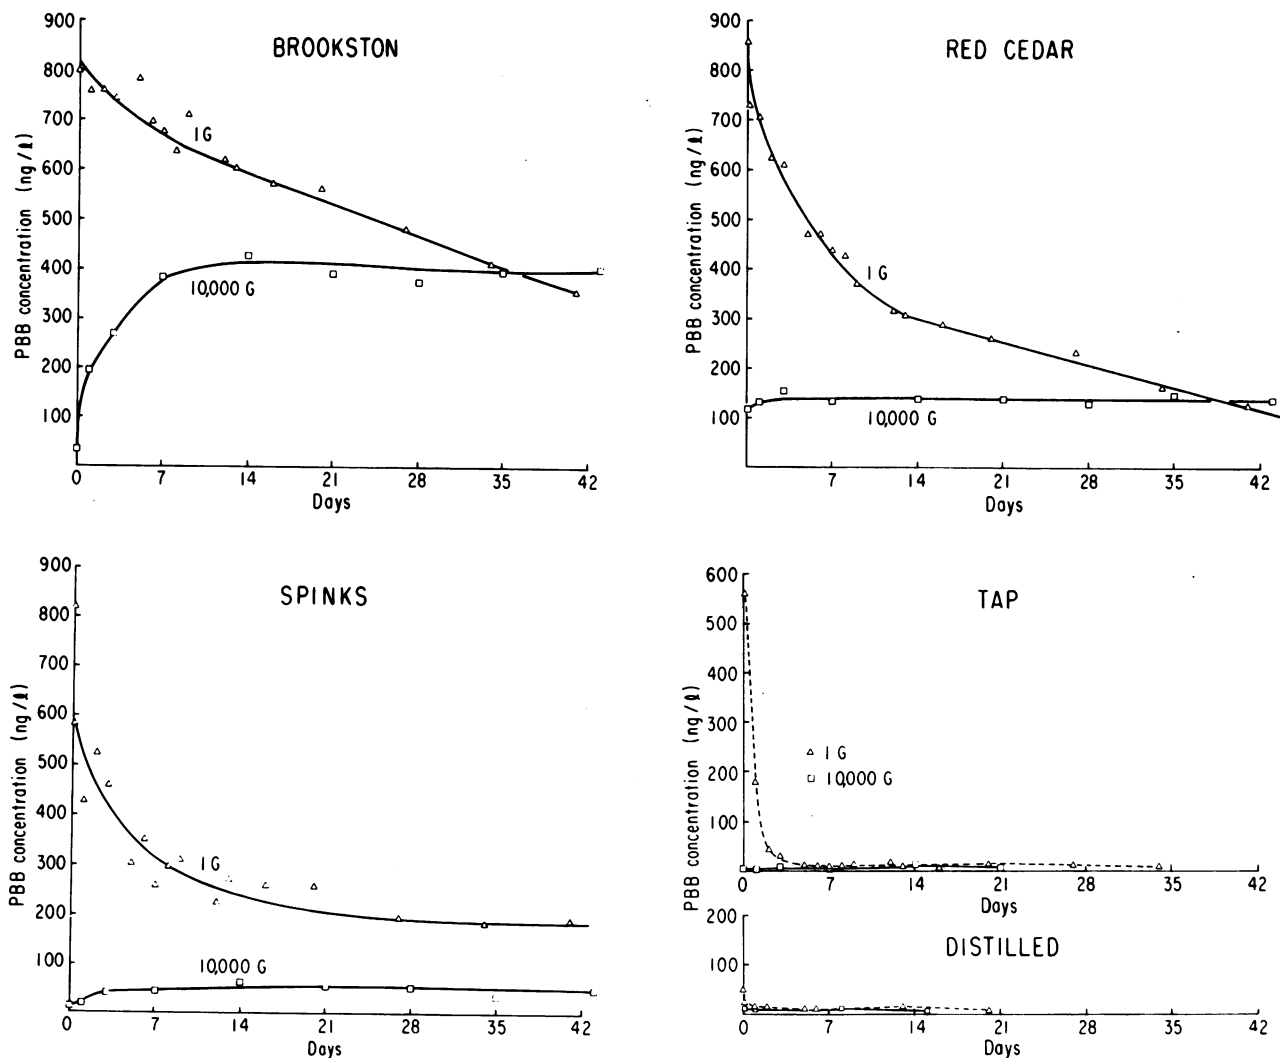 BROOKSTON
PBB concentration (ng/l)
900
800
700
600
500
400
300
200
100
1 G
10,000 G
0 7 14 21 28 35 42
Days
RED CEDAR
PBB concentration (ng/l)
900
800
700
600
500
400
300
200
100
1 G
10,000 G
7 14 21 28 35 42
Days
SPINKS
PBB concentration (ng/l)
900
800
700
600
500
400
300
200
100
1 G
10,000 G
0 7 14 21 28 35 42
Days
TAP
PBB concentration (ng/l)
600
500
400
300
200
100
1 G
10,000 G
0 7 14 21 28 35 42
Days
DISTILLED
200
100
0 7 14 21 28 35 42
Days